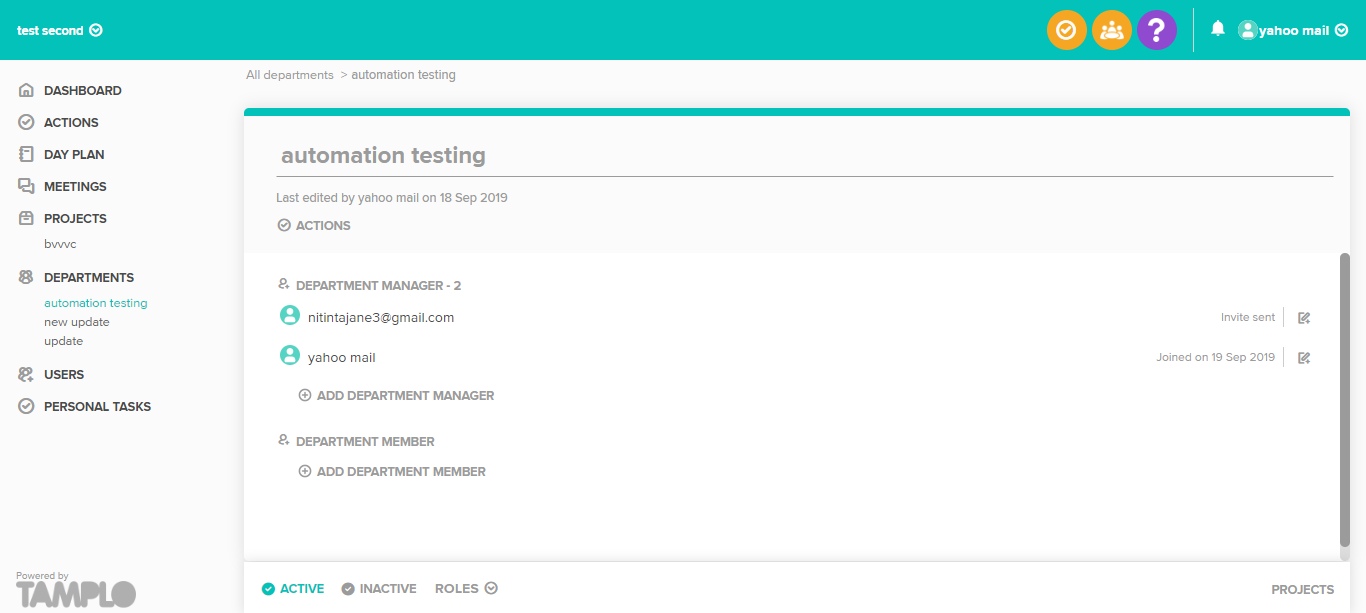 test second
?
yahoo mail
All departments > automation testing
DASHBOARD
ACTIONS
DAY PLAN
MEETINGS
PROJECTS
bvvvc
DEPARTMENTS
automation testing
new update
update
USERS
PERSONAL TASKS
automation testing
Last edited by yahoo mail on 18 Sep 2019
ACTIONS
DEPARTMENT MANAGER - 2
nitintajane3@gmail.com Invite sent
yahoo mail Joined on 19 Sep 2019
ADD DEPARTMENT MANAGER
DEPARTMENT MEMBER
ADD DEPARTMENT MEMBER
Powered by
TAMPLO
ACTIVE INACTIVE ROLES PROJECTS